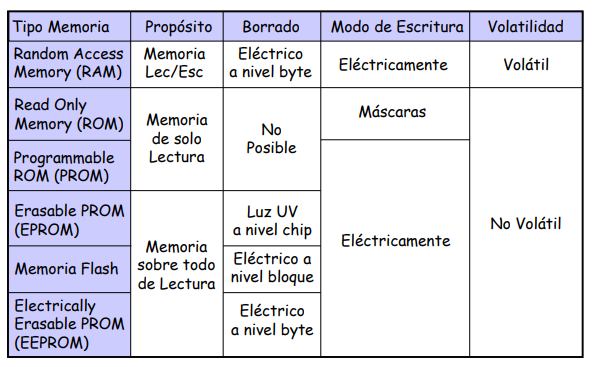 Tipo Memoria Propósito Borrado Modo de Escritura Volatilidad
Random Access
Memory (RAM)
Memoria
Lec/Esc
Eléctrico
a nivel byte
Eléctricamente
Volátil
Read Only
Memory (ROM)
Memoria
de solo
Lectura
No
Posible
Máscaras
No Volátil
Programmable
ROM (PROM)
Eléctricamente
Erasable PROM
(EPROM)
Memoria
sobre todo
de Lectura
Luz UV
a nivel chip
Memoria Flash
Eléctrico a
nivel bloque
Electrically
Erasable PROM
(EEPROM)
Eléctrico
a nivel byte